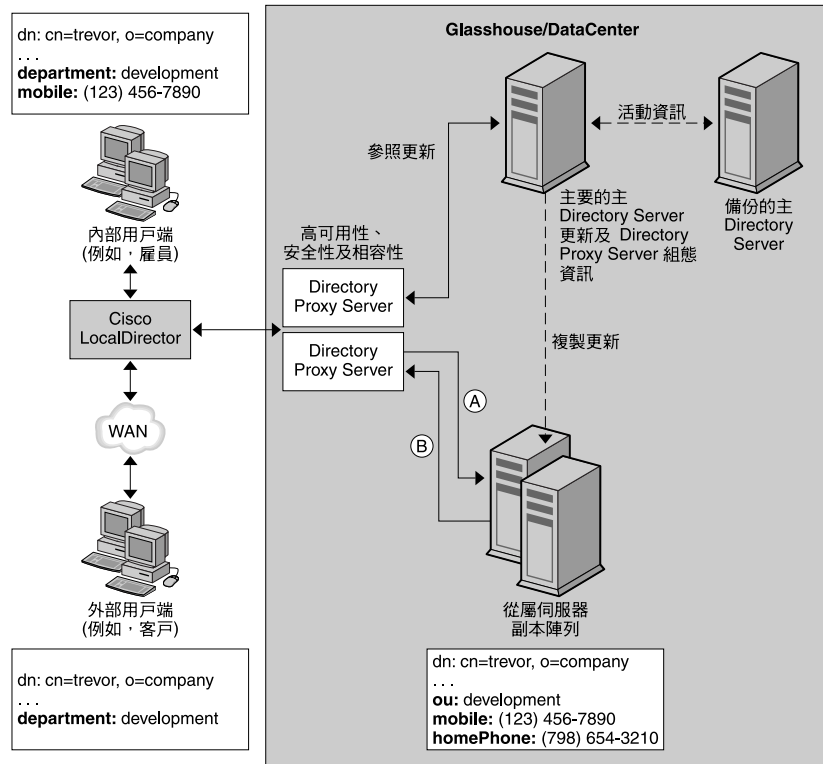 dn: cn=trevor, o=company
. . .
department: development
mobile: (123) 456-7890
內部用戶端
(例如，雇員)
Cisco
LocalDirector
WAN
外部用戶端
(例如，客戶)
dn: cn=trevor, o=company
. . .
department: development
Glasshouse/DataCenter
參照更新
活動資訊
高可用性、
安全性及相容性
Directory
Proxy Server
Directory
Proxy Server
主要的主
Directory Server
更新及 Directory
Proxy Server 組態
資訊
備份的主
Directory
Server
複製更新
A
B
從屬伺服器
副本陣列
dn: cn=trevor, o=company
. . .
ou: development
mobile: (123) 456-7890
homePhone: (798) 654-3210